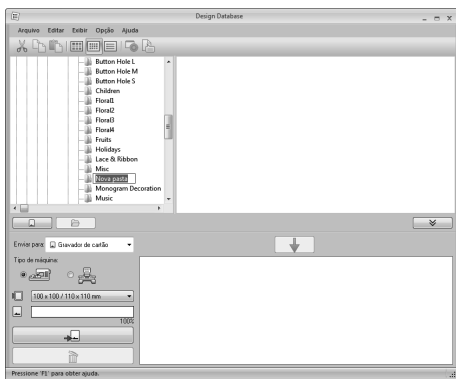 Design Database
Arquivo Editar Exibir Opção Ajuda
Button Hole L
Button Hole M
Button Hole S
Children
Floral1
Floral2
Floral3
Floral4
Fruits
Holidays
Lace & Ribbon
Misc
Nova pasta
Monogram Decoration
Music
Enviar para: Gravador de cartão
Tipo de máquina:
100 x 100 / 110 x 110 mm
100%
Pressione 'F1' para obter ajuda.